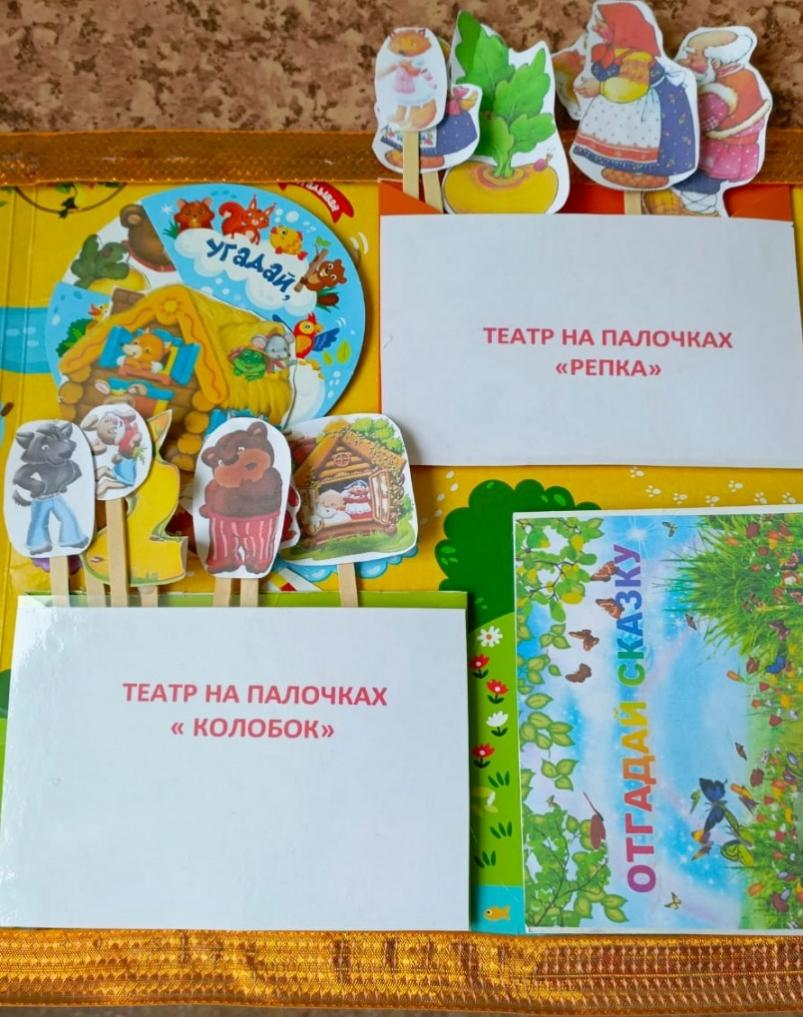 УГАДАЙ,
ТЕАТР НА ПАЛОЧКАХ
«РЕПКА»
ТЕАТР НА ПАЛОЧКАХ
« КОЛОБОК»
ОТГАДАЙ СКАЗКУ